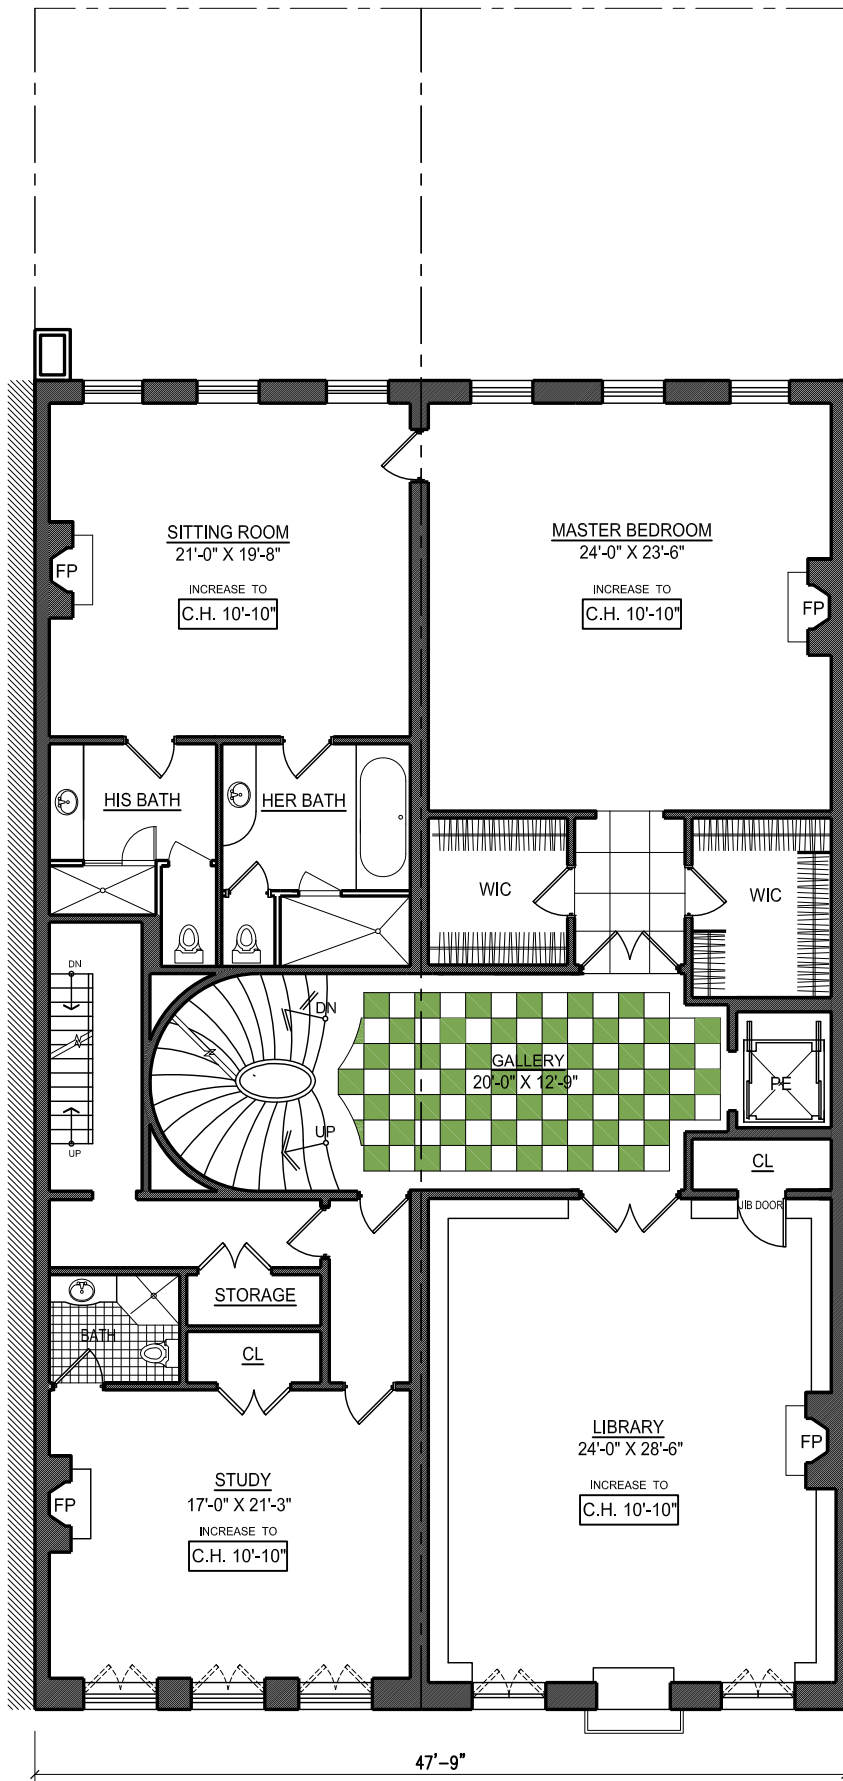 SITTING ROOM
21'-0" X 19'-8"
INCREASE TO
C.H. 10'-10"
FP
MASTER BEDROOM
24'-0" X 23'-6"
INCREASE TO
C.H. 10'-10"
FP
HIS BATH
HER BATH
WIC
WIC
DN
UP
DN
UP
GALLERY
20'-0" X 12'-9"
PE
CL
JIB DOOR
STORAGE
BATH
CL
LIBRARY
24'-0" X 28'-6"
INCREASE TO
C.H. 10'-10"
FP
STUDY
17'-0" X 21'-3"
INCREASE TO
C.H. 10'-10"
FP
47'-9"